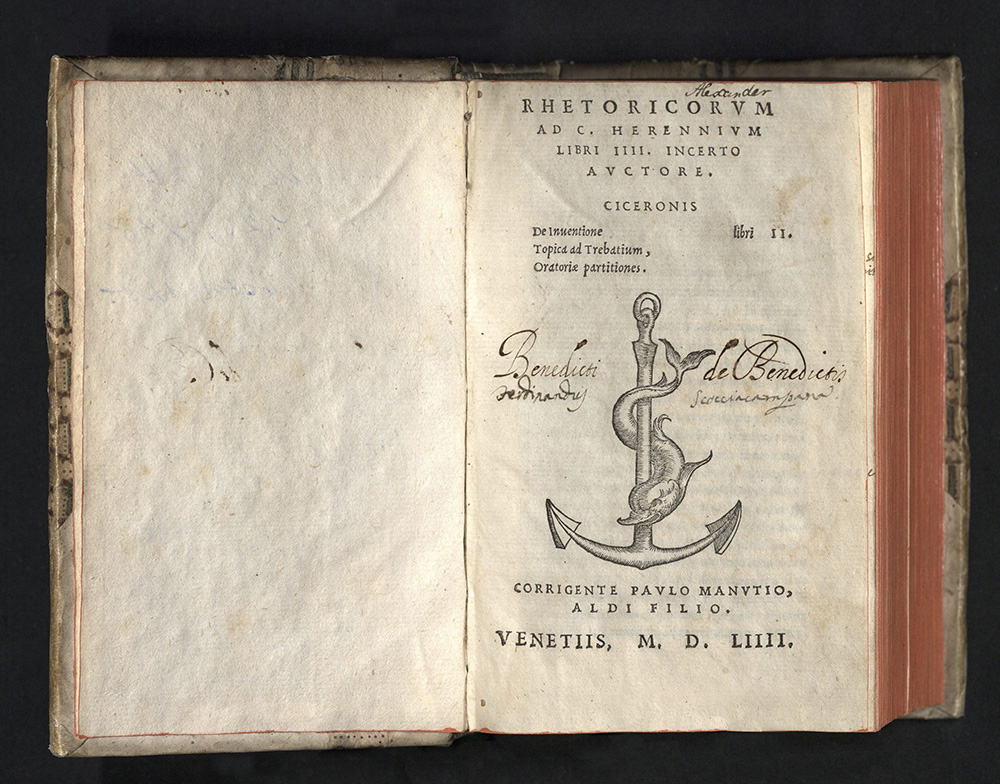 Alexander
RHETORICORVM
AD C. HERENNIVM
LIBRI IIII. INCERTO
AVCTORE.
CICERONIS
De Inuentione libri II.
Topica ad Trebatium,
Oratoriæ partitiones.
Benedicti de Benedictis
Ferdinandus
CORRIGENTE PAVLO MANVTIO,
ALDI FILIO.
VENETIIS, M. D. LIIII.